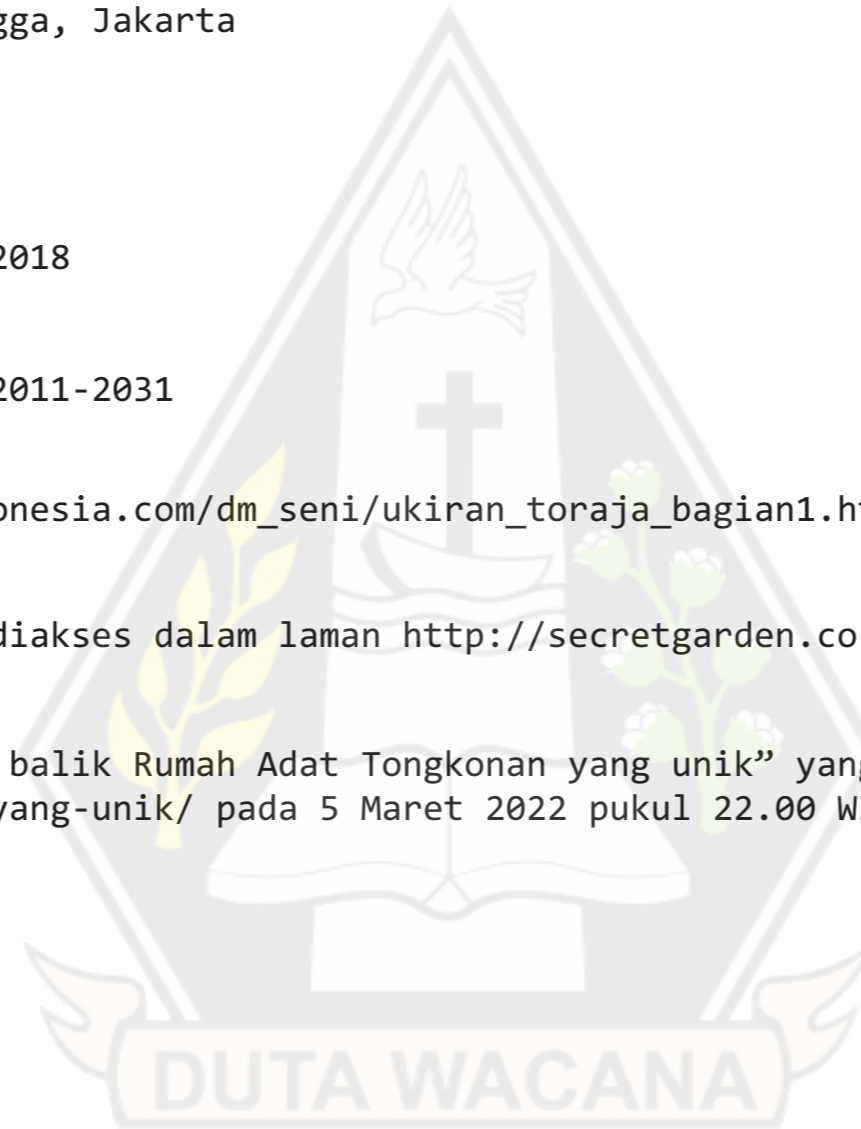 gga, Jakarta
2018
2011-2031
onesia.com/dm_seni/ukiran_toraja_bagian1.h
diakses dalam laman http://secretgarden.co
balik Rumah Adat Tongkonan yang unik” yang
yang-unik/ pada 5 Maret 2022 pukul 22.00 W
DUTA WACANA